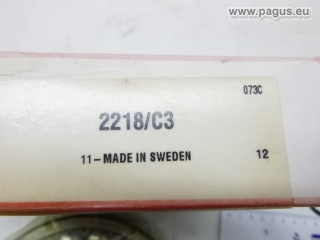 www.pagus.eu
073C
2218/C3
11-MADE IN SWEDEN 12